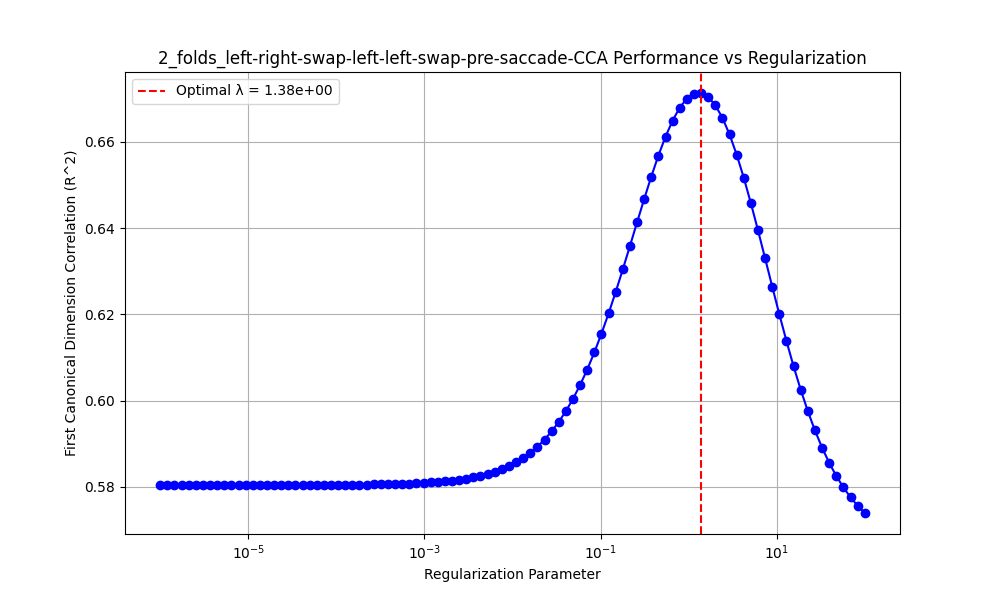 2_folds_left-right-swap-left-left-swap-pre-saccade-CCA Performance vs Regularization
Optimal λ = 1.38e+00
First Canonical Dimension Correlation (R^2)
0.66
0.64
0.62
0.60
0.58
10^-5
10^-3
10^-1
10^1
Regularization Parameter